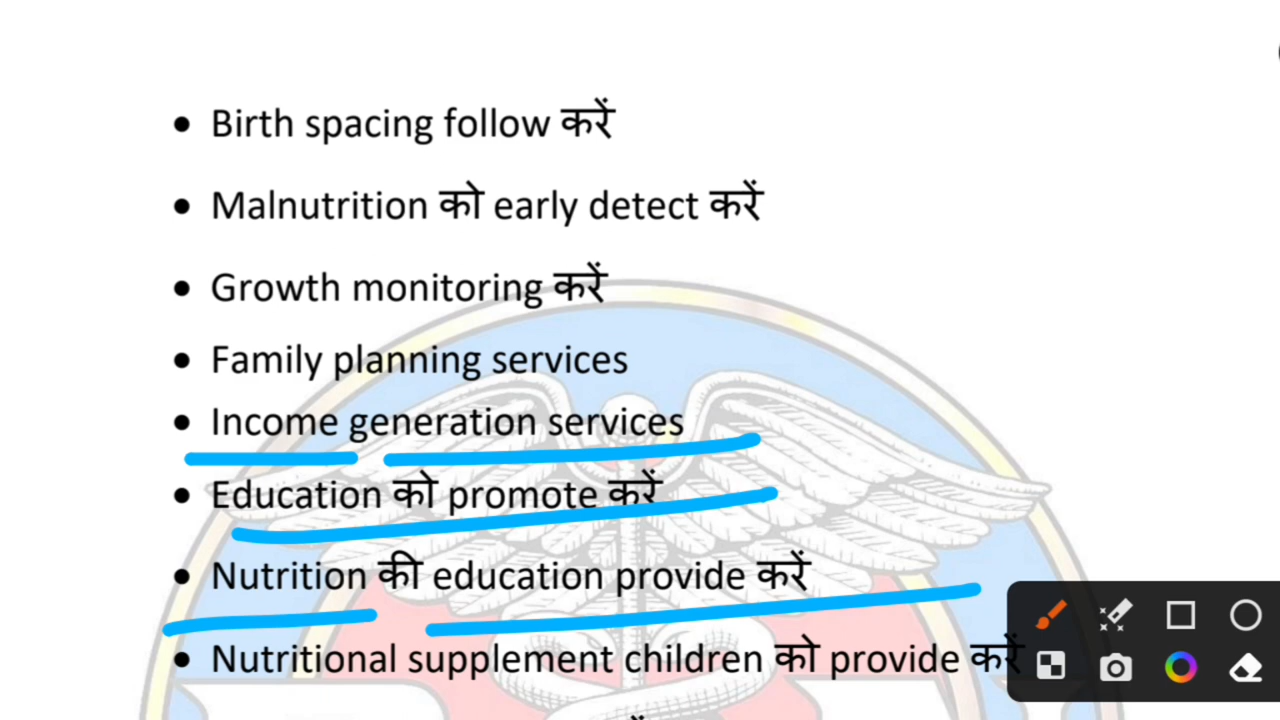 • Birth spacing follow करें
• Malnutrition को early detect करें
• Growth monitoring करें
• Family planning services
• Income generation services
• Education को promote करें
• Nutrition की education provide करें
• Nutritional supplement children को provide करें